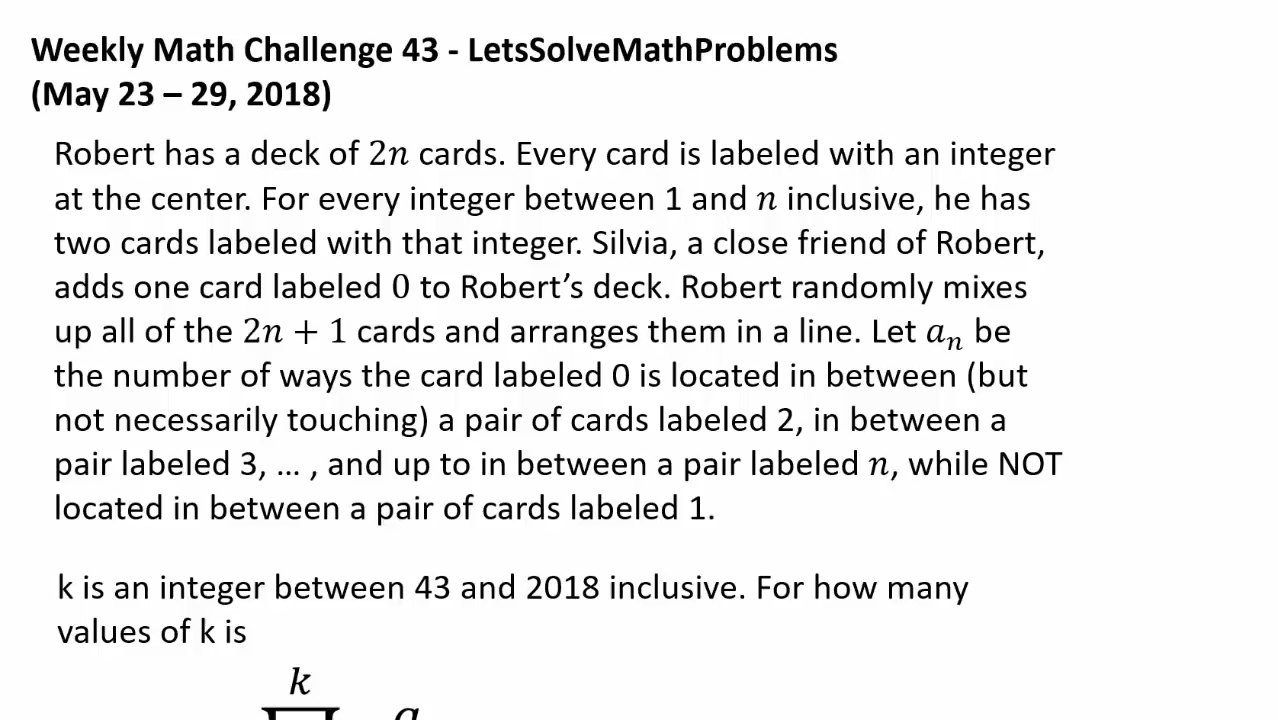 Weekly Math Challenge 43 - LetsSolveMathProblems
(May 23 – 29, 2018)
Robert has a deck of 2n cards. Every card is labeled with an integer
at the center. For every integer between 1 and n inclusive, he has
two cards labeled with that integer. Silvia, a close friend of Robert,
adds one card labeled 0 to Robert’s deck. Robert randomly mixes
up all of the 2n + 1 cards and arranges them in a line. Let aₙ be
the number of ways the card labeled 0 is located in between (but
not necessarily touching) a pair of cards labeled 2, in between a
pair labeled 3, … , and up to in between a pair labeled n, while NOT
located in between a pair of cards labeled 1.
k is an integer between 43 and 2018 inclusive. For how many
values of k is
k